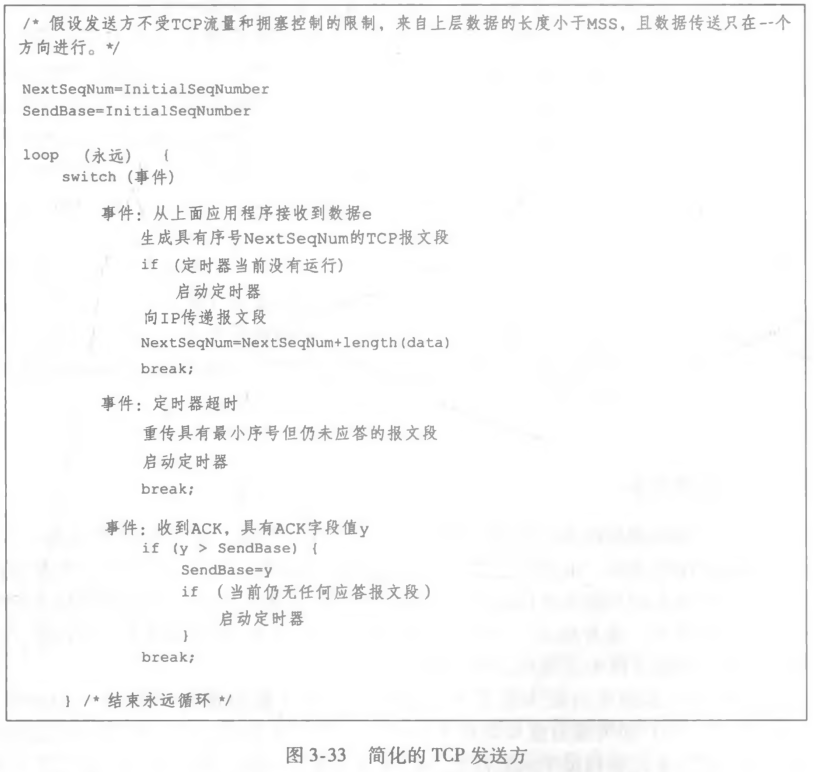 /* 假设发送方不受TCP流量和拥塞控制的限制，来自上层数据的长度小于MSS，且数据传送只在--个
方向进行。*/
NextSeqNum=InitialSeqNumber
SendBase=InitialSeqNumber
loop （永远） {
switch (事件)
事件：从上面应用程序接收到数据e
生成具有序号NextSeqNum的TCP报文段
if (定时器当前没有运行)
启动定时器
向IP传递报文段
NextSeqNum=NextSeqNum+length(data)
break;
事件：定时器超时
重传具有最小序号但仍未应答的报文段
启动定时器
break;
事件：收到ACK，具有ACK字段值y
if (y > SendBase) {
SendBase=y
if （当前仍无任何应答报文段）
启动定时器
}
break;
} /* 结束永远循环 */
图 3-33 简化的 TCP 发送方